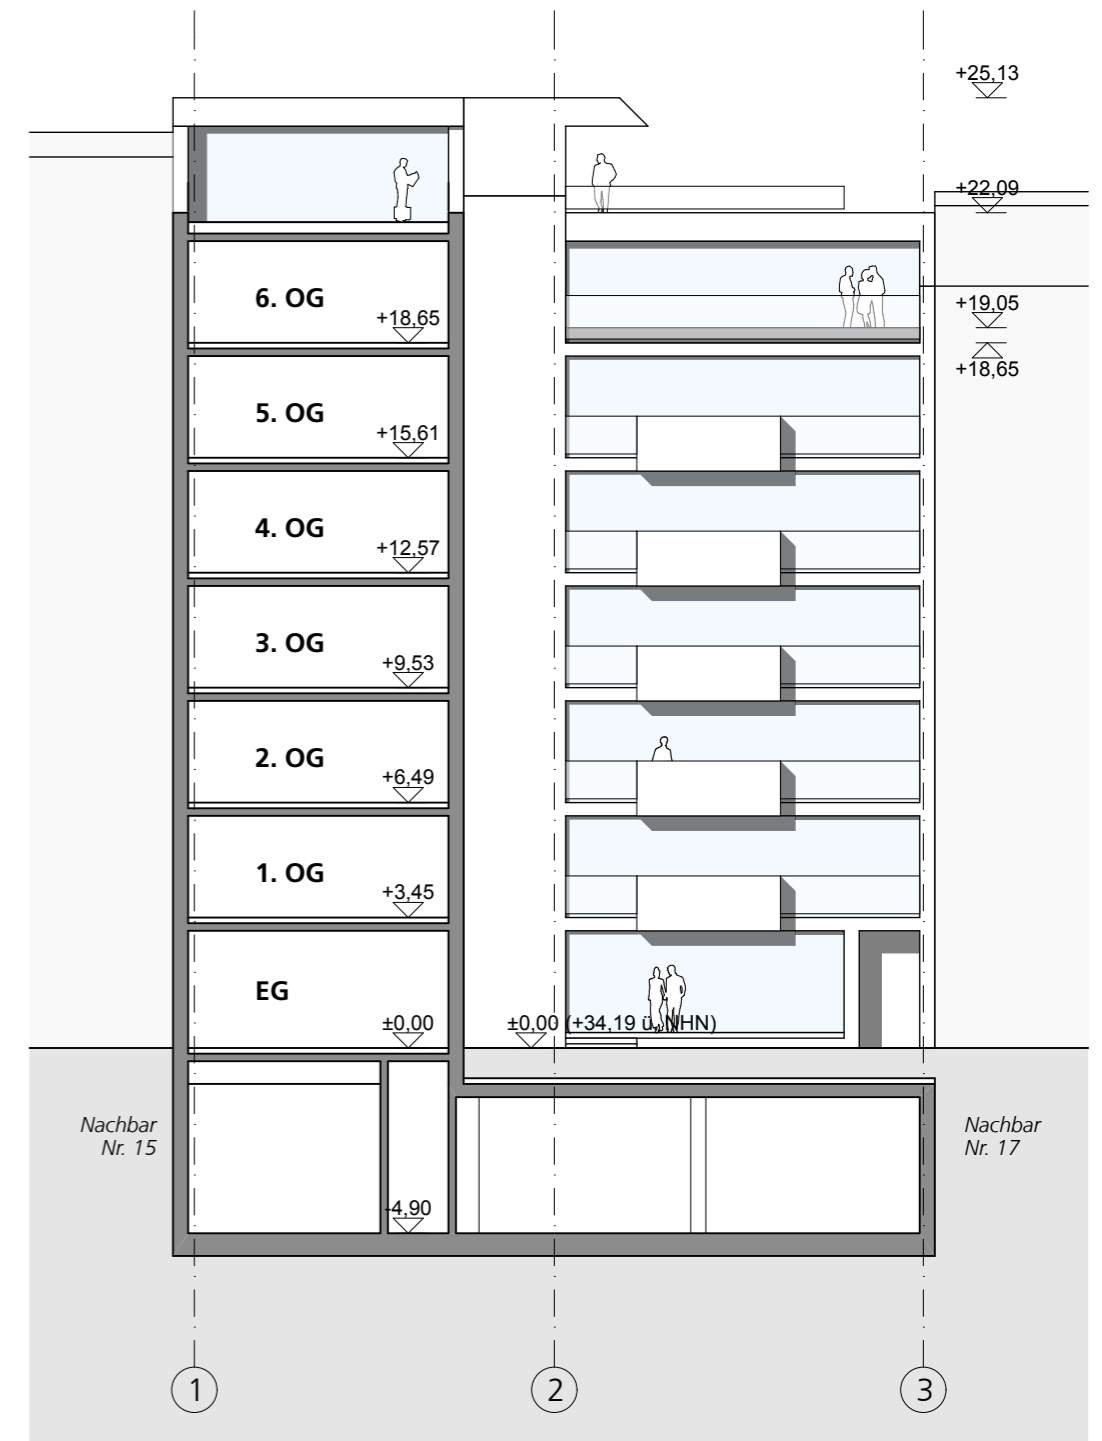 +25,13
+22,09
6. OG
+18,65
+19,05
+18,65
5. OG
+15,61
4. OG
+12,57
3. OG
+9,53
2. OG
+6,49
1. OG
+3,45
EG
±0,00
±0,00 (+34,19 ü. NHN)
Nachbar
Nr. 15
Nachbar
Nr. 17
-4,90
1
2
3